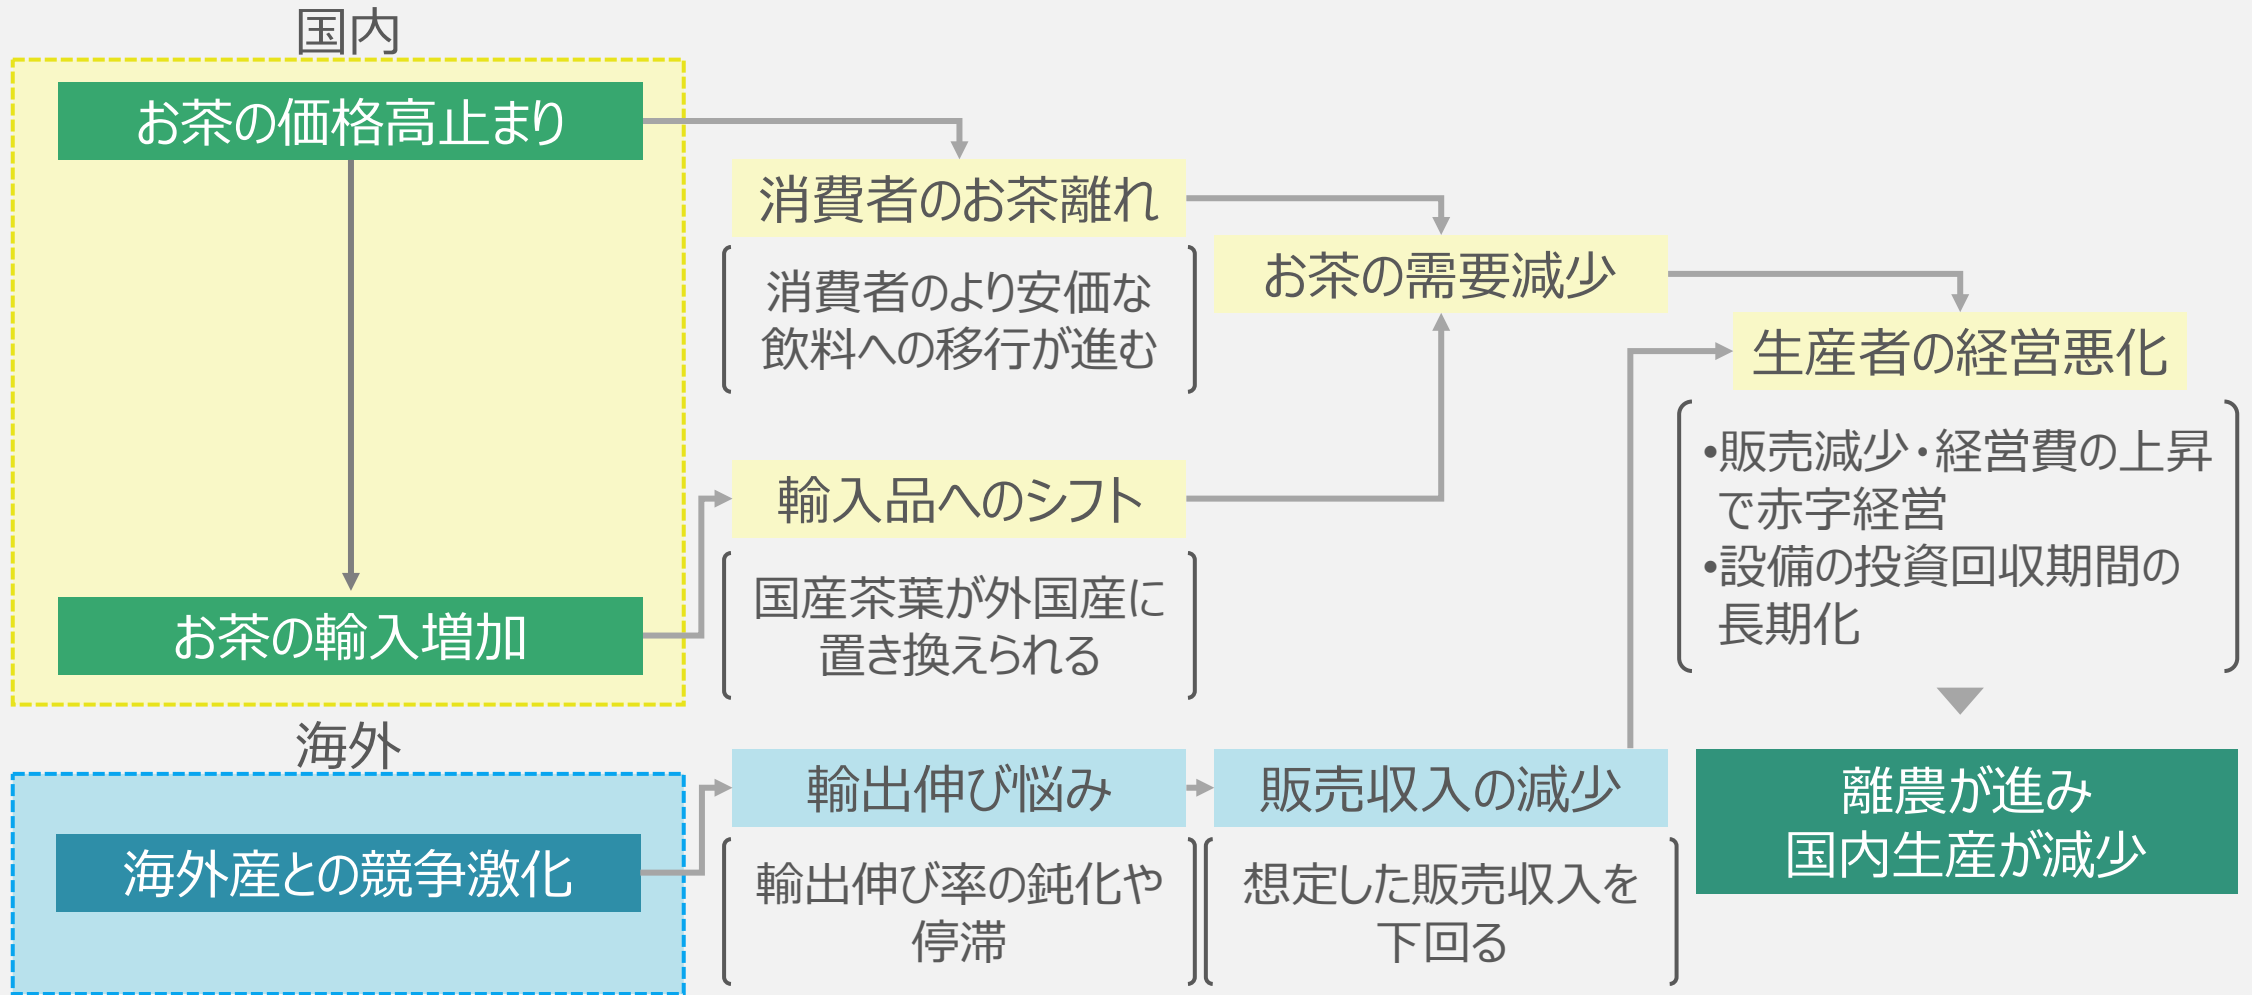 国内
お茶の価格高止まり
消費者のお茶離れ
消費者のより安価な
飲料への移行が進む
お茶の需要減少
生産者の経営悪化
•販売減少・経営費の上昇
で赤字経営
•設備の投資回収期間の
長期化
輸入品へのシフト
国産茶葉が外国産に
置き換えられる
お茶の輸入増加
海外
海外産との競争激化
輸出伸び悩み
輸出伸び率の鈍化や
停滞
販売収入の減少
想定した販売収入を
下回る
離農が進み
国内生産が減少